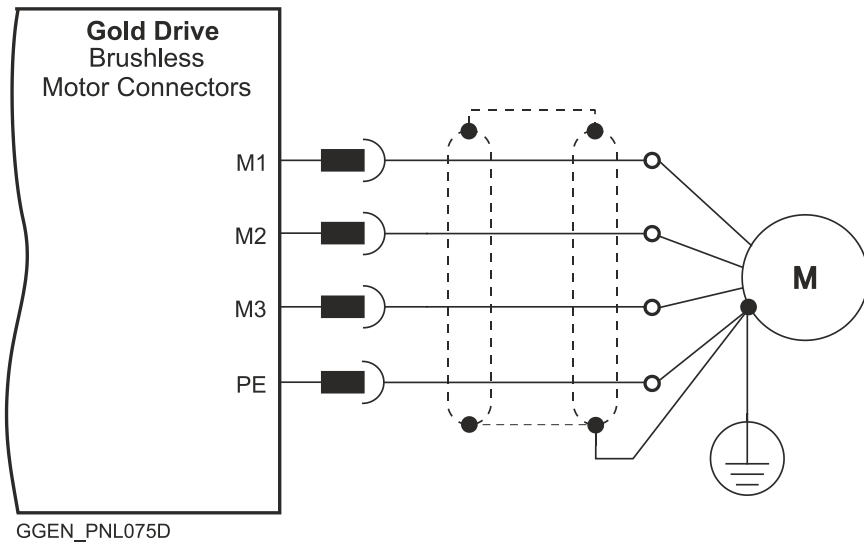 Gold Drive
Brushless
Motor Connectors
M1
M2
M3
PE
M
GGEN_PNL075D